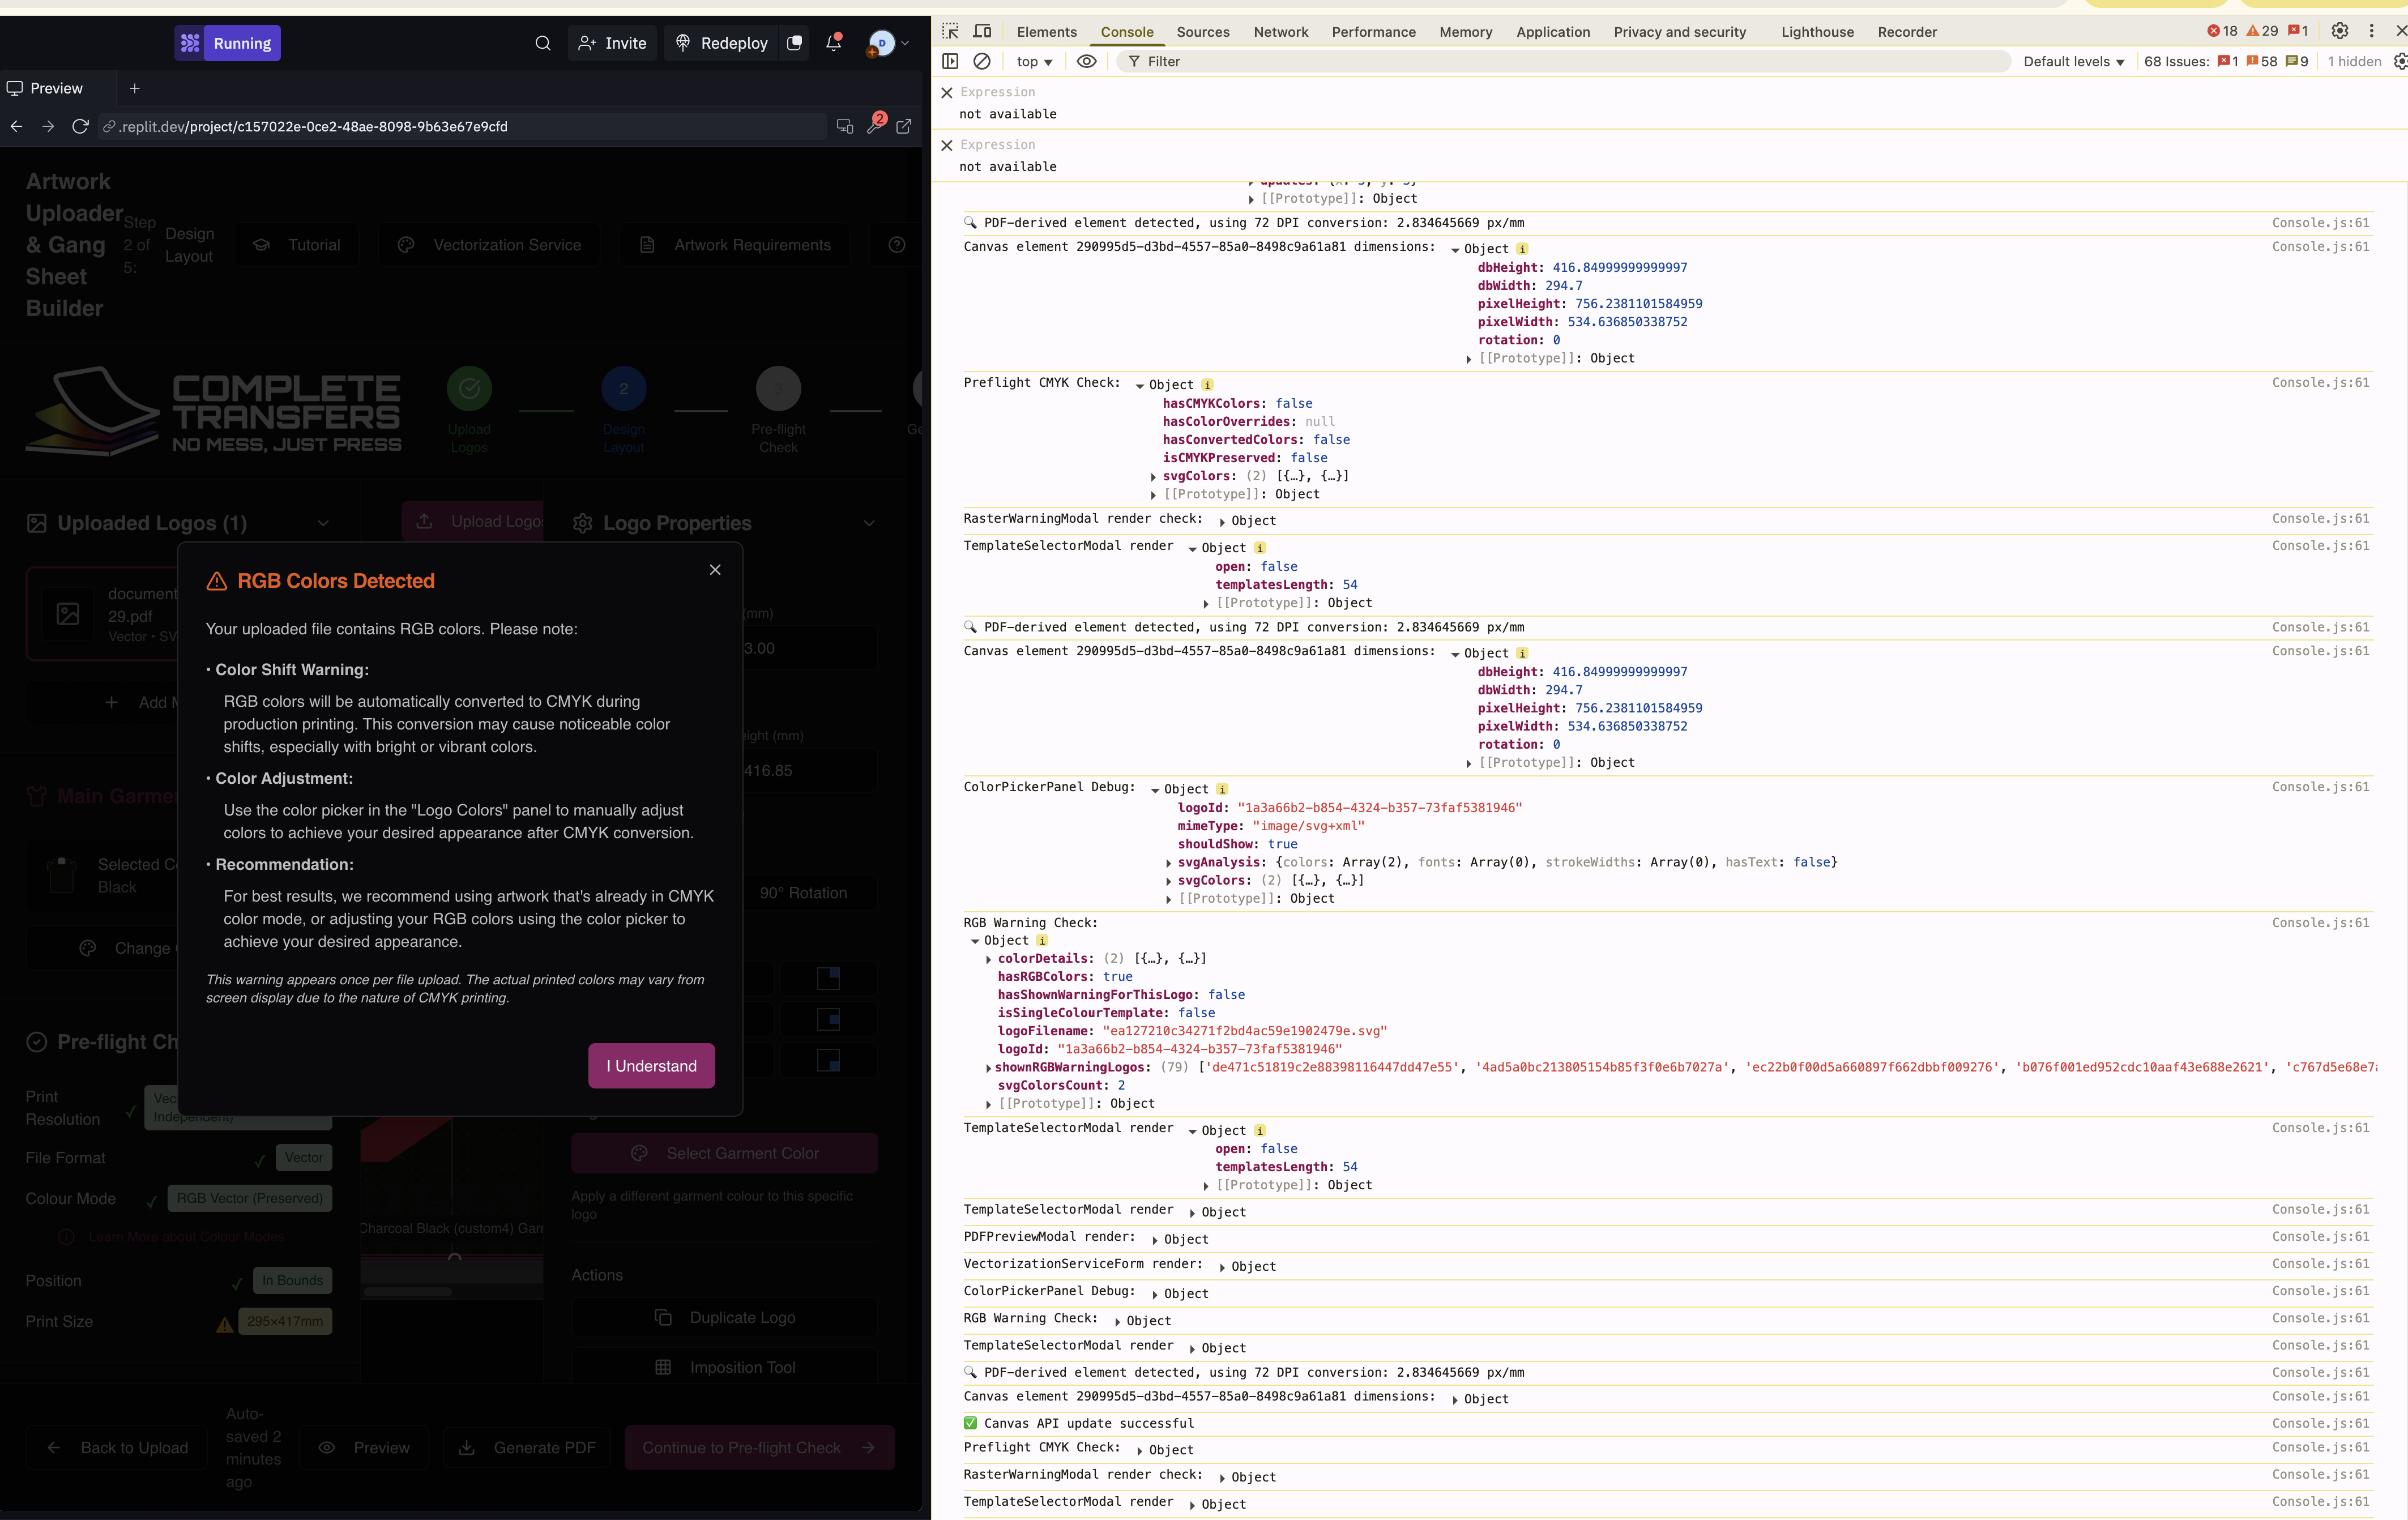 Running
Invite
Redeploy
D
Preview
.replit.dev/project/c157022e-0ce2-48ae-8098-9b63e67e9cfd
2
Artwork
Uploader
& Gang
Sheet
Builder
Step
2 of
5:
Design
Layout
Tutorial
Vectorization Service
Artwork Requirements
COMPLETE
TRANSFERS
NO MESS, JUST PRESS
2
3
Upload
Logos
Design
Layout
Pre-flight
Check
Ge
Uploaded Logos (1)
Upload Logos
Logo Properties
document
29.pdf
Vector • SV
Add M
Main Garme
Selected Co
Black
Change
(mm)
3.00
ight (mm)
416.85
90° Rotation
RGB Colors Detected
Your uploaded file contains RGB colors. Please note:
• Color Shift Warning:
RGB colors will be automatically converted to CMYK during
production printing. This conversion may cause noticeable color
shifts, especially with bright or vibrant colors.
• Color Adjustment:
Use the color picker in the "Logo Colors" panel to manually adjust
colors to achieve your desired appearance after CMYK conversion.
• Recommendation:
For best results, we recommend using artwork that's already in CMYK
color mode, or adjusting your RGB colors using the color picker to
achieve your desired appearance.
This warning appears once per file upload. The actual printed colors may vary from
screen display due to the nature of CMYK printing.
I Understand
Pre-flight Ch
Print
Resolution
Vec
Independent)
File Format
Vector
Colour Mode
RGB Vector (Preserved)
Learn More about Colour Modes
Position
In Bounds
Print Size
295×417mm
Charcoal Black (custom4) Garm
Select Garment Color
Apply a different garment colour to this specific
logo
Actions
Duplicate Logo
Imposition Tool
Back to Upload
Auto-
saved 2
minutes
ago
Preview
Generate PDF
Continue to Pre-flight Check
Elements
Console
Sources
Network
Performance
Memory
Application
Privacy and security
Lighthouse
Recorder
18
29
1
top
Filter
Default levels
68 Issues:
1
58
9
1 hidden
Expression
not available
Expression
not available
updates: {x: 3, y: 3}
[[Prototype]]: Object
🔍 PDF-derived element detected, using 72 DPI conversion: 2.834645669 px/mm Console.js:61
Canvas element 290995d5-d3bd-4557-85a0-8498c9a61a81 dimensions: Object Console.js:61
dbHeight: 416.84999999999997
dbWidth: 294.7
pixelHeight: 756.2381101584959
pixelWidth: 534.636850338752
rotation: 0
[[Prototype]]: Object
Preflight CMYK Check: Object Console.js:61
hasCMYKColors: false
hasColorOverrides: null
hasConvertedColors: false
isCMYKPreserved: false
svgColors: (2) [{…}, {…}]
[[Prototype]]: Object
RasterWarningModal render check: Object Console.js:61
TemplateSelectorModal render Object Console.js:61
open: false
templatesLength: 54
[[Prototype]]: Object
🔍 PDF-derived element detected, using 72 DPI conversion: 2.834645669 px/mm Console.js:61
Canvas element 290995d5-d3bd-4557-85a0-8498c9a61a81 dimensions: Object Console.js:61
dbHeight: 416.84999999999997
dbWidth: 294.7
pixelHeight: 756.2381101584959
pixelWidth: 534.636850338752
rotation: 0
[[Prototype]]: Object
ColorPickerPanel Debug: Object Console.js:61
logoId: "1a3a66b2-b854-4324-b357-73faf5381946"
mimeType: "image/svg+xml"
shouldShow: true
svgAnalysis: {colors: Array(2), fonts: Array(0), strokeWidths: Array(0), hasText: false}
svgColors: (2) [{…}, {…}]
[[Prototype]]: Object
RGB Warning Check: Console.js:61
Object
colorDetails: (2) [{…}, {…}]
hasRGBColors: true
hasShownWarningForThisLogo: false
isSingleColourTemplate: false
logoFilename: "ea127210c34271f2bd4ac59e1902479e.svg"
logoId: "1a3a66b2-b854-4324-b357-73faf5381946"
shownRGBWarningLogos: (79) ['de471c51819c2e88398116447dd47e55', '4ad5a0bc213805154b85f3f0e6b7027a', 'ec22b0f00d5a660897f662dbbf009276', 'b076f001ed952cdc10aaf43e688e2621', 'c767d5e68e7
svgColorsCount: 2
[[Prototype]]: Object
TemplateSelectorModal render Object Console.js:61
open: false
templatesLength: 54
[[Prototype]]: Object
TemplateSelectorModal render Object Console.js:61
PDFPreviewModal render: Object Console.js:61
VectorizationServiceForm render: Object Console.js:61
ColorPickerPanel Debug: Object Console.js:61
RGB Warning Check: Object Console.js:61
TemplateSelectorModal render Object Console.js:61
🔍 PDF-derived element detected, using 72 DPI conversion: 2.834645669 px/mm Console.js:61
Canvas element 290995d5-d3bd-4557-85a0-8498c9a61a81 dimensions: Object Console.js:61
✅ Canvas API update successful Console.js:61
Preflight CMYK Check: Object Console.js:61
RasterWarningModal render check: Object Console.js:61
TemplateSelectorModal render Object Console.js:61